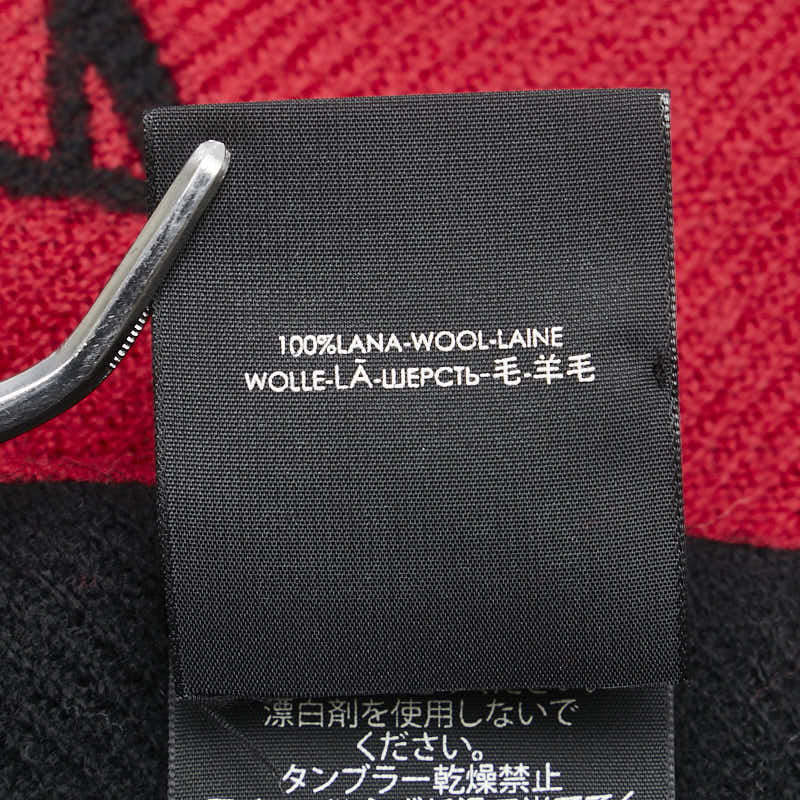 100%LANA-WOOL-LAINE
WOLLE-LÃ-ШЕРСТЬ-毛-羊毛
漂白剤を使用しないで
ください。
タンブラー乾燥禁止